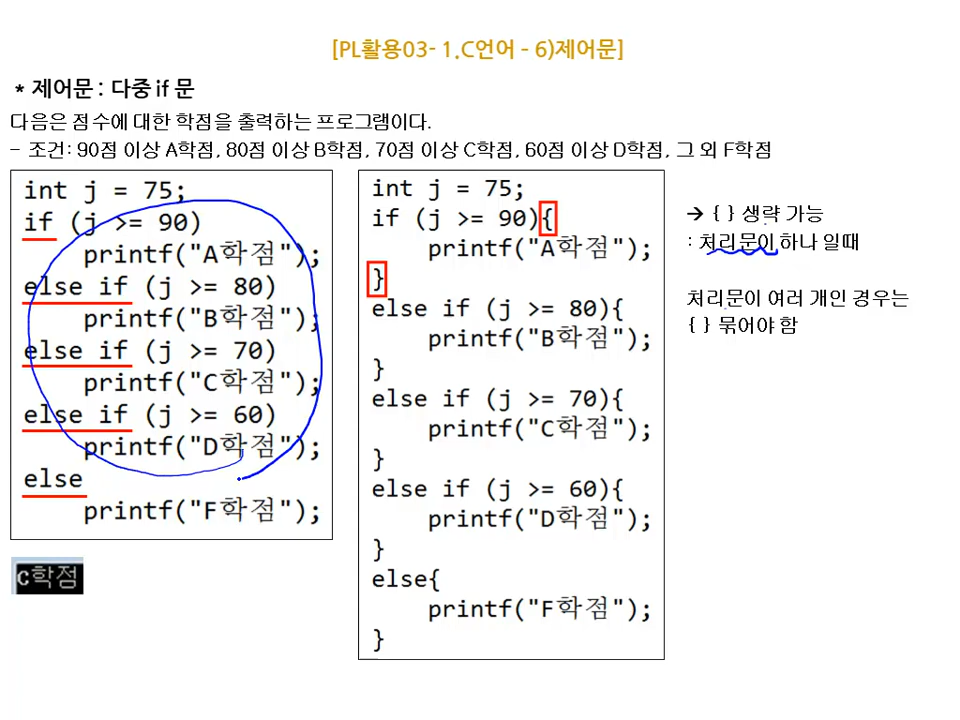 [PL활용03- 1.C언어 - 6)제어문]
* 제어문 : 다중 if 문
다음은 점수에 대한 학점을 출력하는 프로그램이다.
- 조건: 90점 이상 A학점, 80점 이상 B학점, 70점 이상 C학점, 60점 이상 D학점, 그 외 F학점
int j = 75;
if (j >= 90)
printf("A학점");
else if (j >= 80)
printf("B학점");
else if (j >= 70)
printf("C학점");
else if (j >= 60)
printf("D학점");
else
printf("F학점");
C학점
int j = 75;
if (j >= 90){
printf("A학점");
}
else if (j >= 80){
printf("B학점");
}
else if (j >= 70){
printf("C학점");
}
else if (j >= 60){
printf("D학점");
}
else{
printf("F학점");
}
→ { } 생략 가능
: 처리문이 하나 일때
처리문이 여러 개인 경우는
{ } 묶어야 함